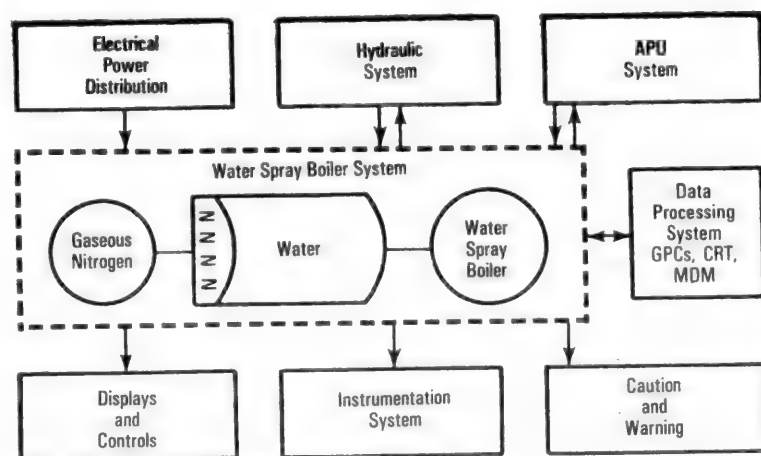 Electrical
Power
Distribution
Hydraulic
System
APU
System
Water Spray Boiler System
Gaseous
Nitrogen
N
N
N
N
Water
Water
Spray
Boiler
Data
Processing
System
GPCs, CRT,
MDM
Displays
and
Controls
Instrumentation
System
Caution
and
Warning